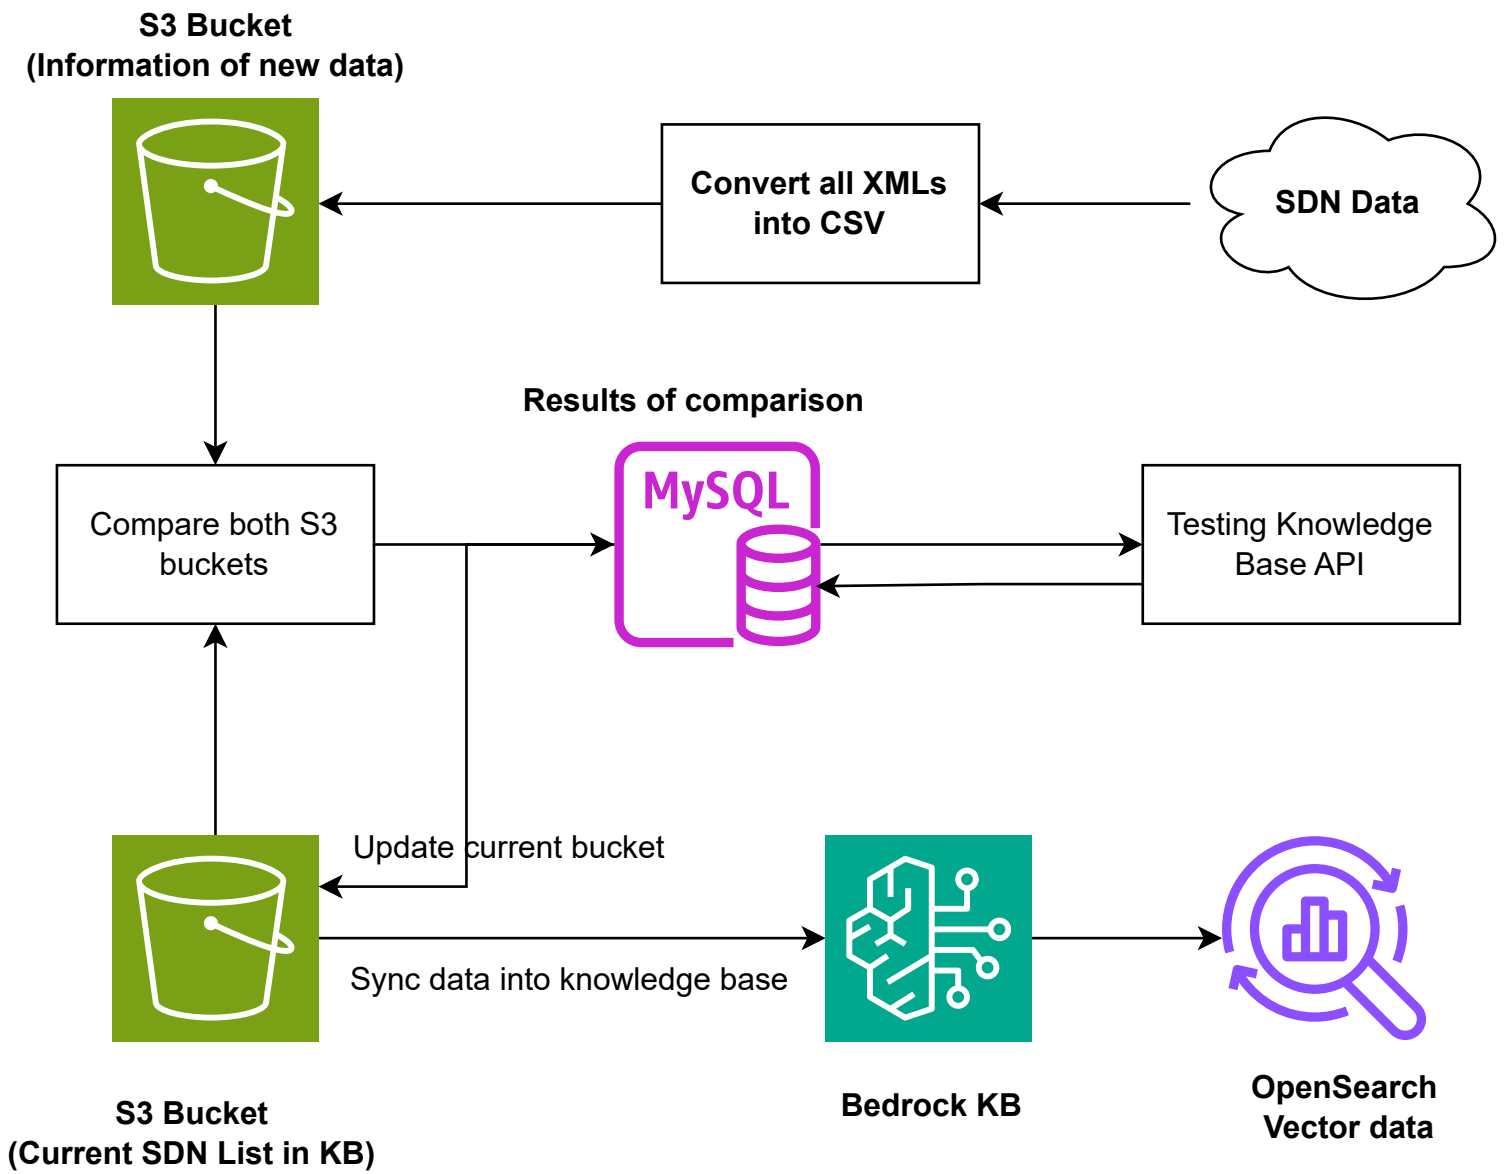 S3 Bucket
(Information of new data)
Convert all XMLs
into CSV
SDN Data
Results of comparison
MySQL
Compare both S3
buckets
Testing Knowledge
Base API
Update current bucket
Sync data into knowledge base
S3 Bucket
(Current SDN List in KB)
Bedrock KB
OpenSearch
Vector data